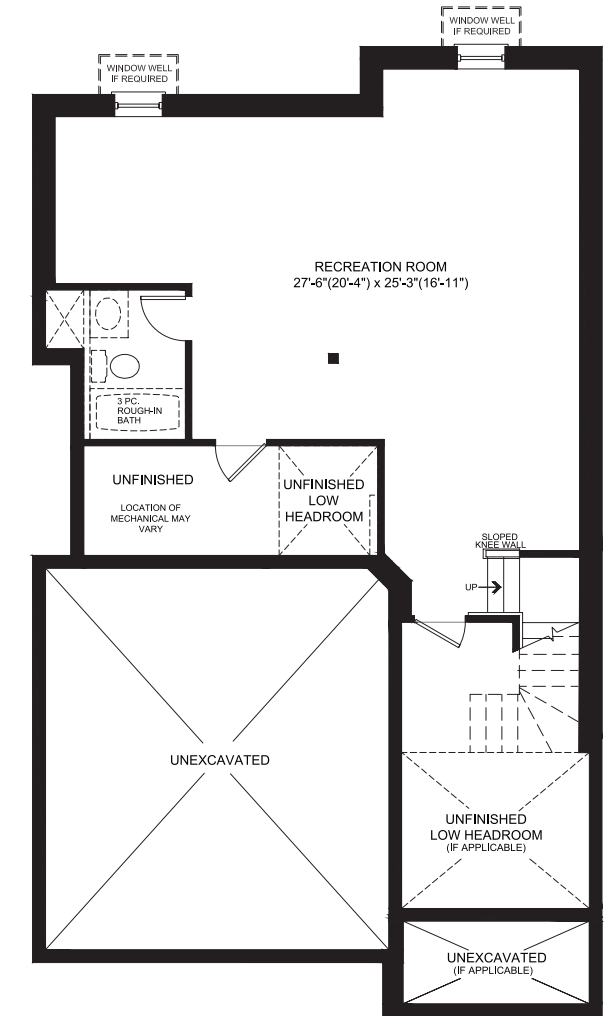 WINDOW WELL
IF REQUIRED
WINDOW WELL
IF REQUIRED
RECREATION ROOM
27'-6"(20'-4") x 25'-3"(16'-11")
3 PC.
ROUGH-IN
BATH
UNFINISHED
LOCATION OF
MECHANICAL MAY
VARY
UNFINISHED
LOW
HEADROOM
SLOPED
KNEE WALL
UP
UNEXCAVATED
UNFINISHED
LOW HEADROOM
(IF APPLICABLE)
UNEXCAVATED
(IF APPLICABLE)